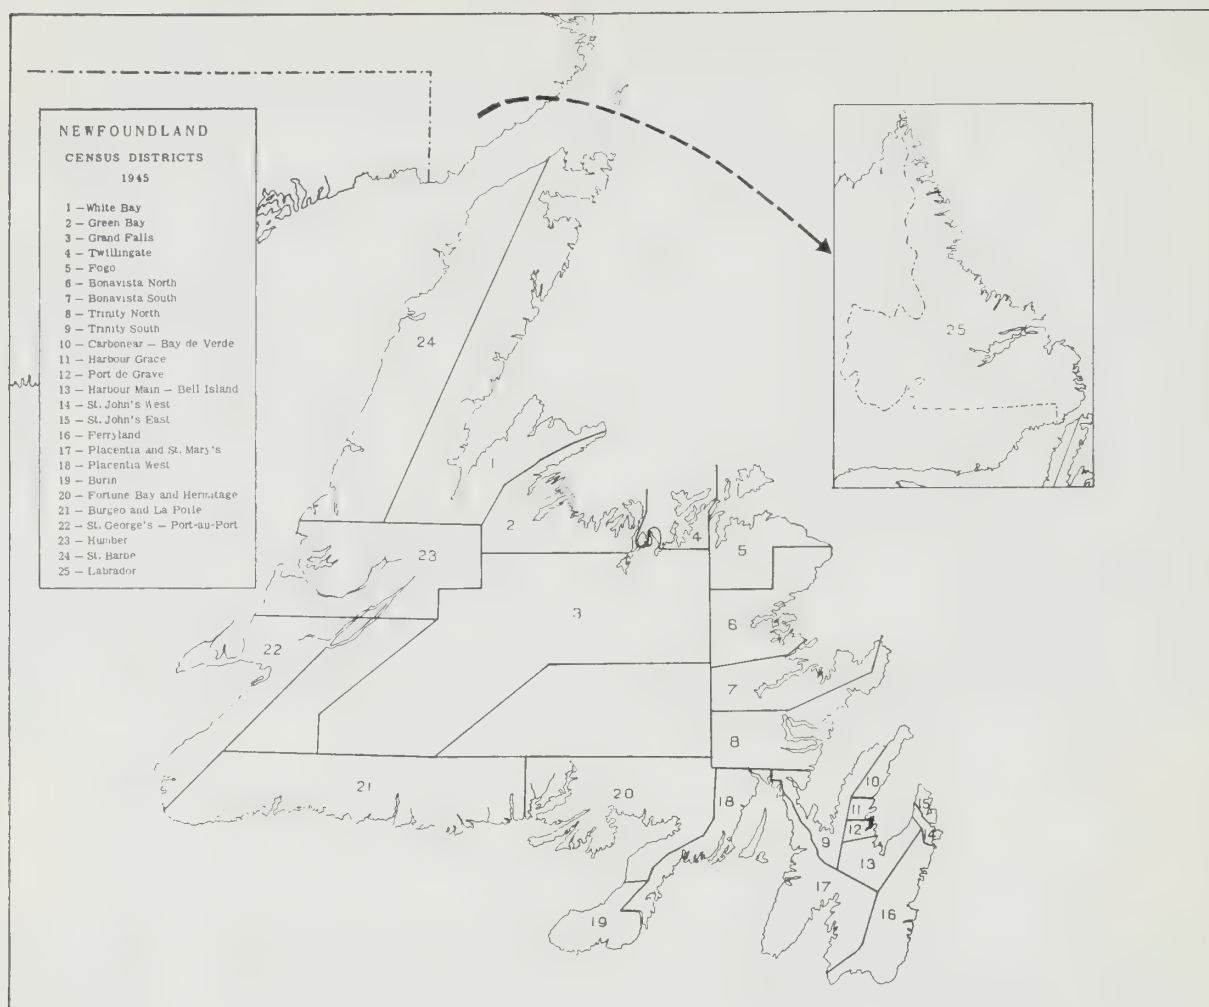 NEWFOUNDLAND
CENSUS DISTRICTS
1945
1 — White Bay
2 — Green Bay
3 — Grand Falls
4 — Twillingate
5 — Fogo
6 — Bonavista North
7 — Bonavista South
8 — Trinity North
9 — Trinity South
10 — Carbonear — Bay de Verde
11 — Harbour Grace
12 — Port de Grave
13 — Harbour Main — Bell Island
14 — St. John's West
15 — St. John's East
16 — Ferryland
17 — Placentia and St. Mary's
18 — Placentia West
19 — Burin
20 — Fortune Bay and Hermitage
21 — Burgeo and La Poile
22 — St. George's — Port-au-Port
23 — Humber
24 — St. Barbe
25 — Labrador
25
24
1
2
4
5
23
3
6
22
7
8
10
21
20
18
11
15
12
14
9
13
17
16
19